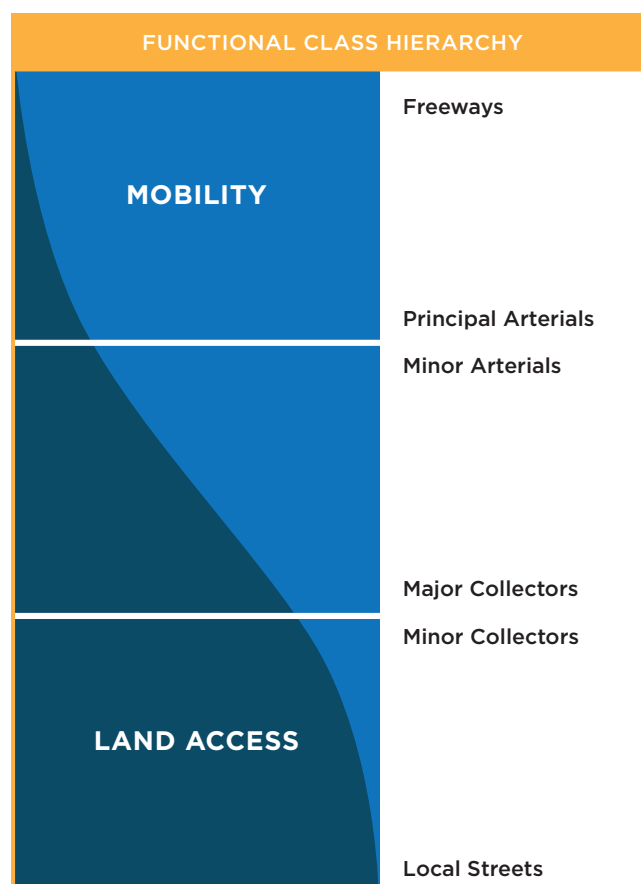 FUNCTIONAL CLASS HIERARCHY
Freeways
MOBILITY
Principal Arterials
Minor Arterials
Major Collectors
Minor Collectors
LAND ACCESS
Local Streets